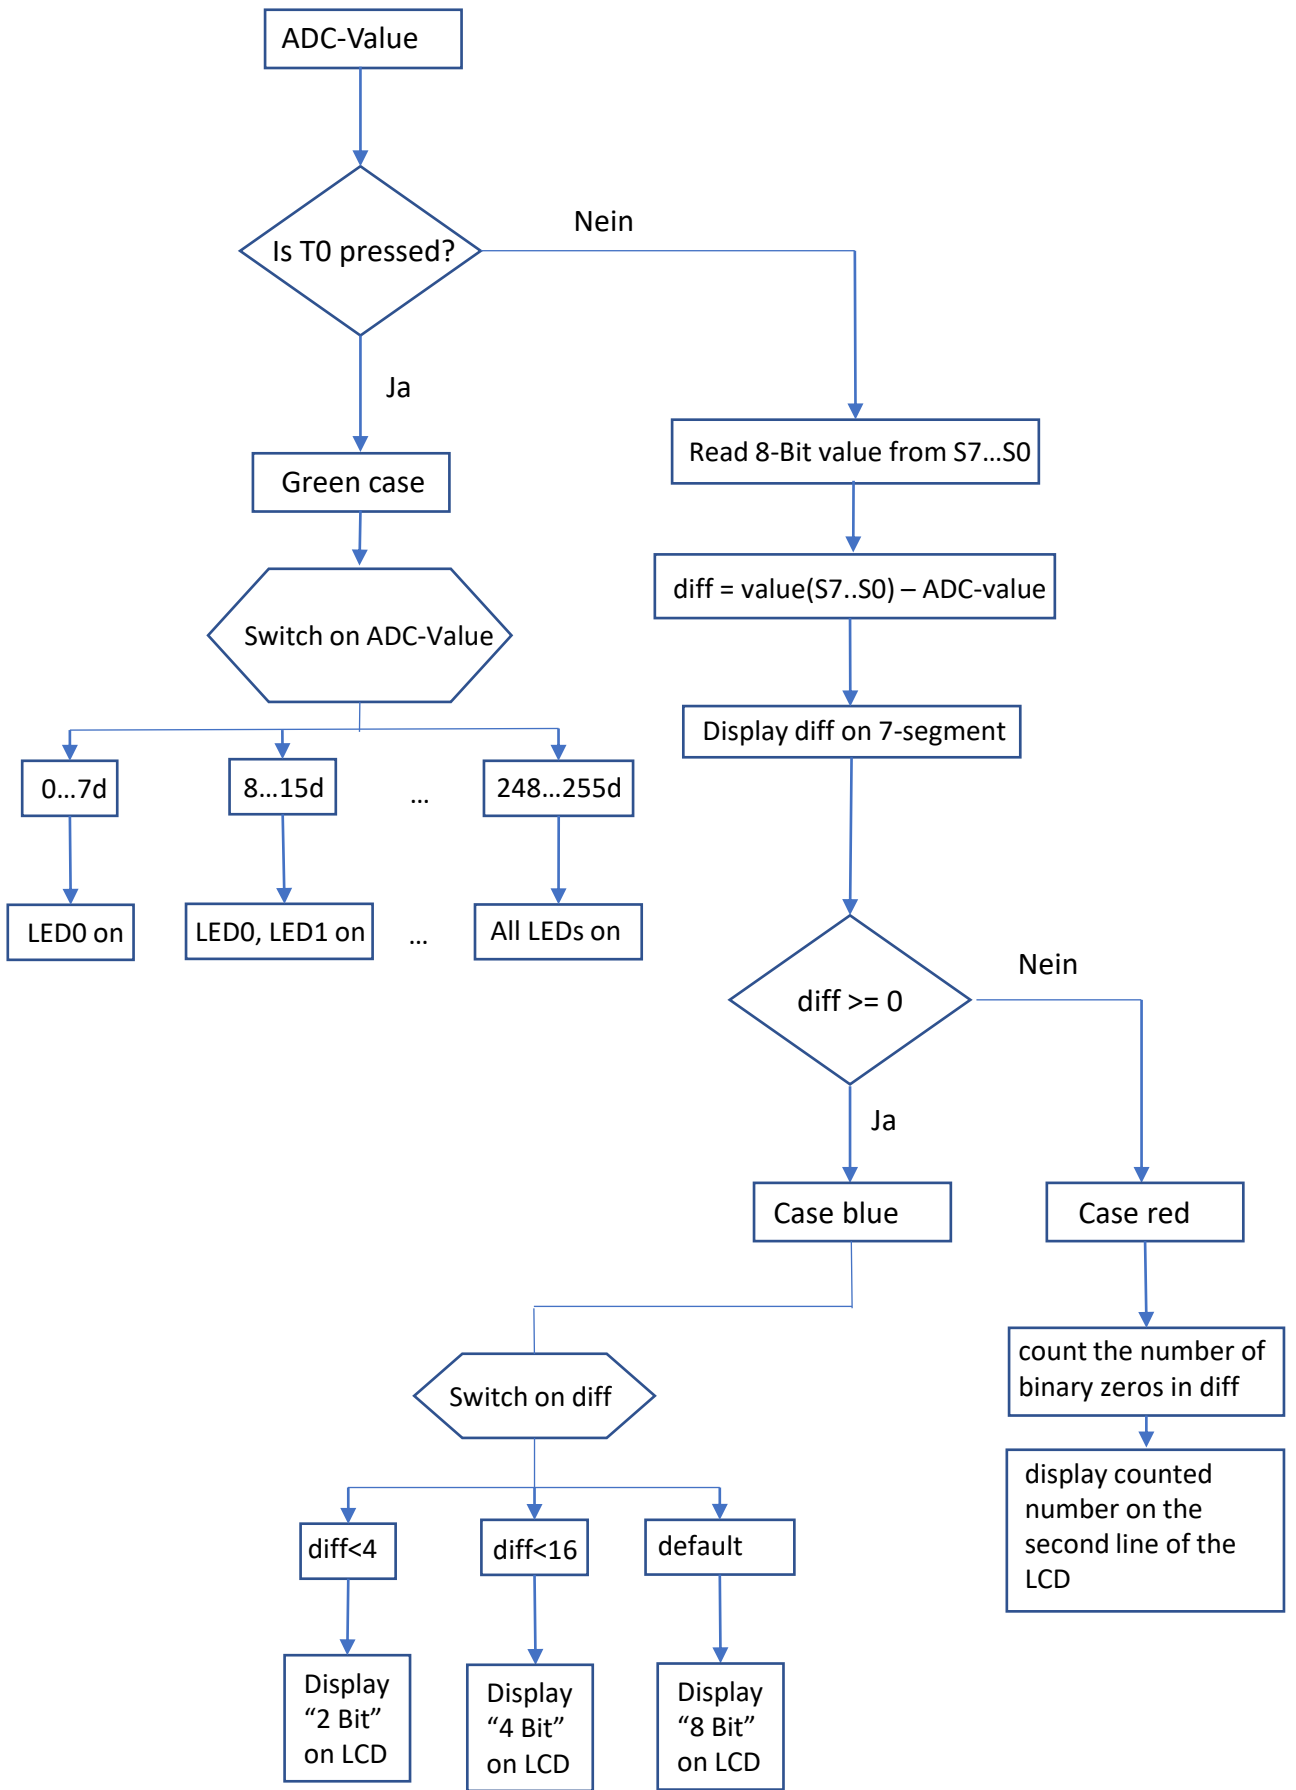 ADC-Value
Is T0 pressed?
Nein
Ja
Green case
Switch on ADC-Value
0...7d
8...15d
...
248...255d
LED0 on
LED0, LED1 on
...
All LEDs on
Read 8-Bit value from S7...S0
diff = value(S7..S0) – ADC-value
Display diff on 7-segment
diff >= 0
Nein
Ja
Case blue
Case red
Switch on diff
diff<4
diff<16
default
Display
“2 Bit”
on LCD
Display
“4 Bit”
on LCD
Display
“8 Bit”
on LCD
count the number of
binary zeros in diff
display counted
number on the
second line of the
LCD